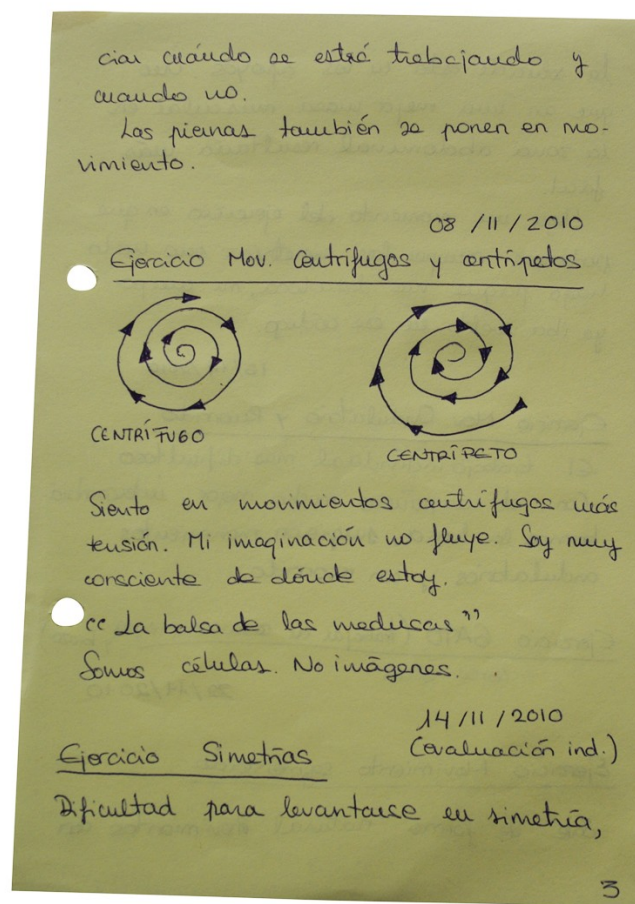 ciar cuándo se está trabajando y
cuando no.
Las piernas también se ponen en mo-
vimiento.
08/11/2010
Ejercicio Mov. Centrífugos y centrípetos
CENTRÍFUGO
CENTRÍPETO
Siento en movimientos centrífugos más
tensión. Mi imaginación no fluye. Soy muy
consciente de dónde estoy.
"La balsa de las medusas"
Somos células. No imágenes.
14/11/2010
(evaluación ind.)
Ejercicio Simetrías
Dificultad para levantarse en simetría,
3